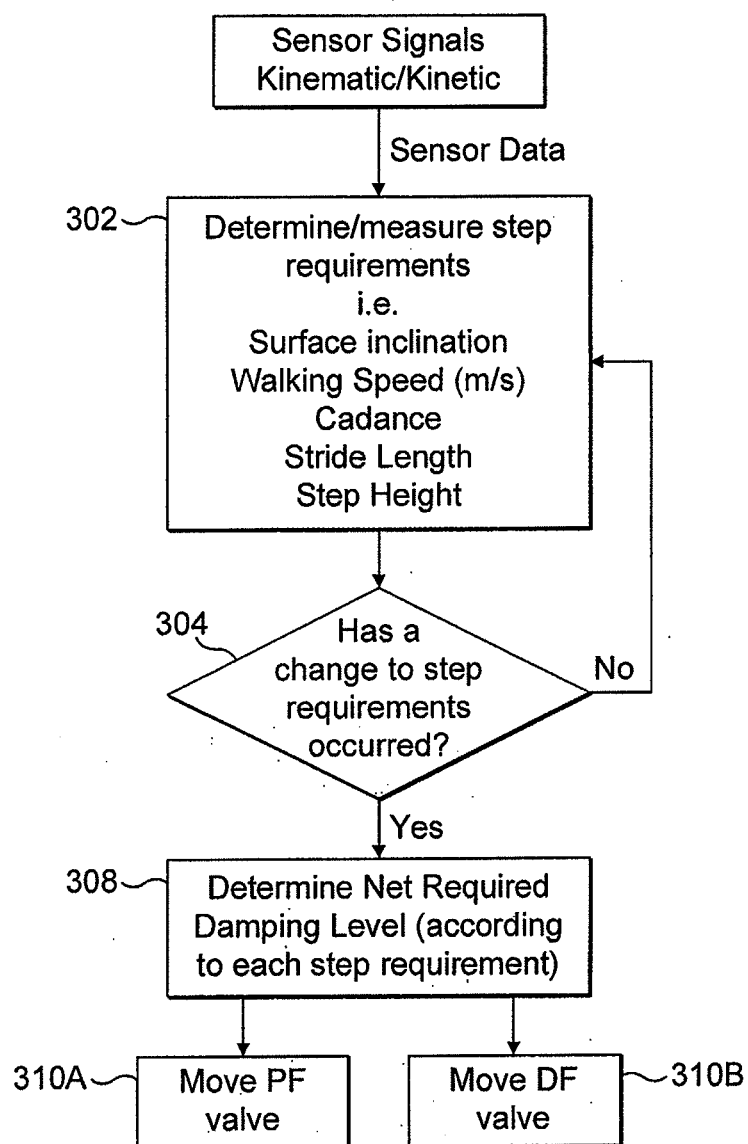 Sensor Signals
Kinematic/Kinetic
Sensor Data
302
Determine/measure step
requirements
i.e.
Surface inclination
Walking Speed (m/s)
Cadance
Stride Length
Step Height
304
Has a
change to step
requirements
occurred?
No
Yes
308
Determine Net Required
Damping Level (according
to each step requirement)
310A
Move PF
valve
Move DF
valve
310B